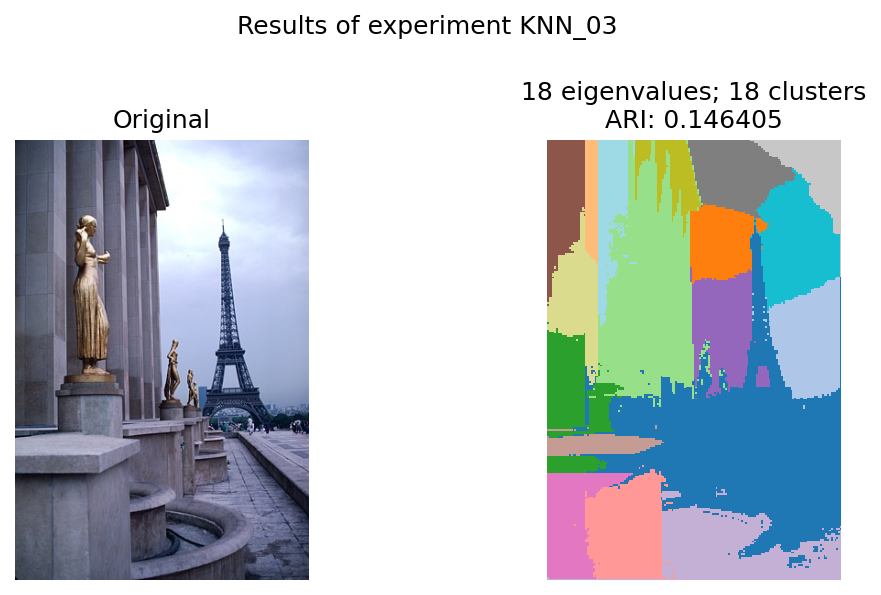 Results of experiment KNN_03
Original
18 eigenvalues; 18 clusters
ARI: 0.146405